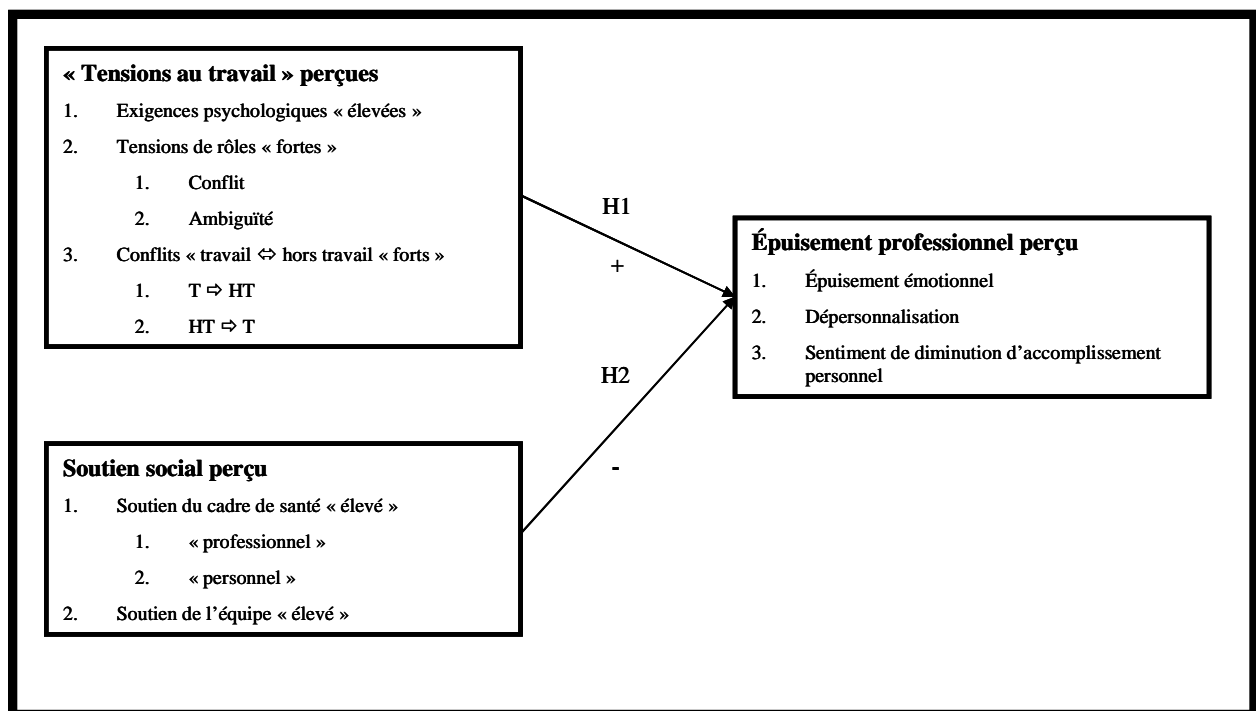 « Tensions au travail » perçues
1. Exigences psychologiques « élevées »
2. Tensions de rôles « fortes »
1. Conflit
2. Ambiguïté
3. Conflits « travail ⇔ hors travail « forts »
1. T ⇨ HT
2. HT ⇨ T
H1
+
Épuisement professionnel perçu
1. Épuisement émotionnel
2. Dépersonnalisation
3. Sentiment de diminution d’accomplissement
personnel
H2
-
Soutien social perçu
1. Soutien du cadre de santé « élevé »
1. « professionnel »
2. « personnel »
2. Soutien de l’équipe « élevé »